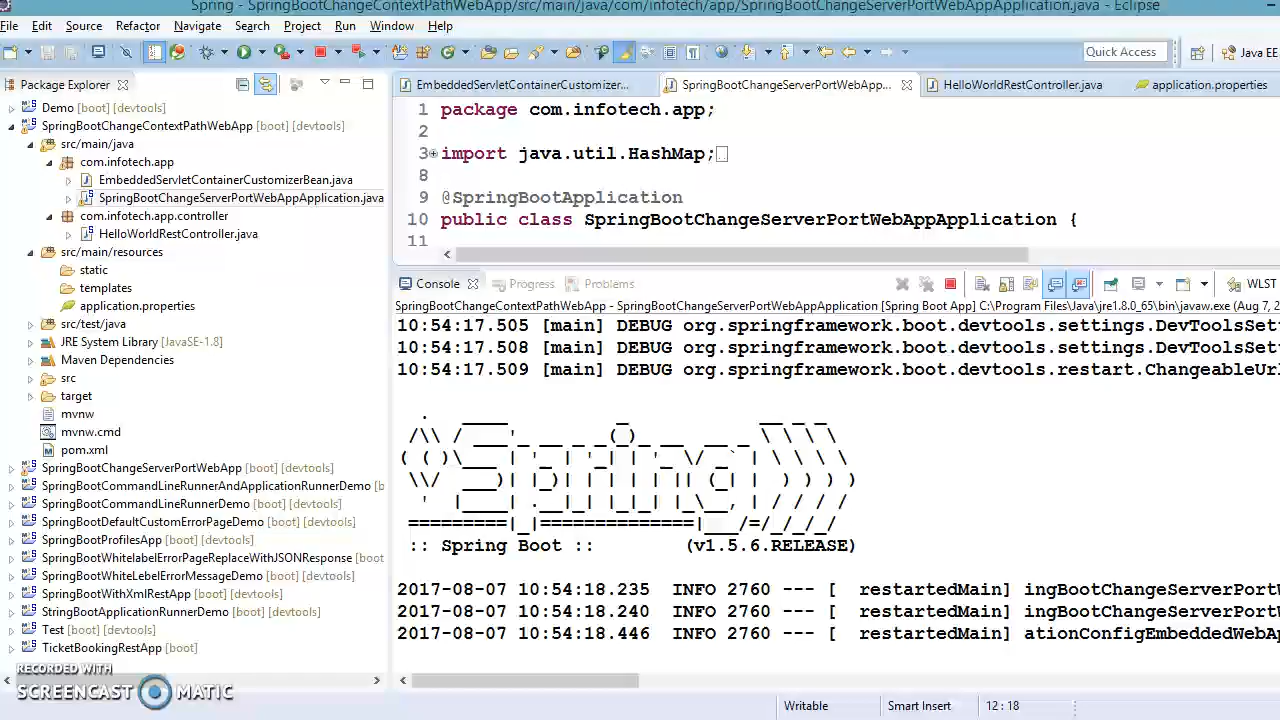 Spring - SpringBootChangeContextPathWebApp/src/main/java/com/infotech/app/SpringBootChangeServerPortWebAppApplication.java - Eclipse
File Edit Source Refactor Navigate Search Project Run Window Help
Quick Access
Java EE
Package Explorer
EmbeddedServletContainerCustomizer...
SpringBootChangeServerPortWebApp...
HelloWorldRestController.java
application.properties
Demo [boot] [devtools]
SpringBootChangeContextPathWebApp [boot] [devtools]
src/main/java
com.infotech.app
EmbeddedServletContainerCustomizerBean.java
SpringBootChangeServerPortWebAppApplication.java
com.infotech.app.controller
HelloWorldRestController.java
src/main/resources
static
templates
application.properties
src/test/java
JRE System Library [JavaSE-1.8]
Maven Dependencies
src
target
mvnw
mvnw.cmd
pom.xml
SpringBootChangeServerPortWebApp [boot] [devtools]
SpringBootCommandLineRunnerAndApplicationRunnerDemo [boot]
SpringBootCommandLineRunnerDemo [boot]
SpringBootDefaultCustomErrorPageDemo [boot]
SpringBootProfilesApp [boot] [devtools]
SpringBootWhitelabelErrorPageReplaceWithJSONResponse [boot]
SpringBootWhiteLebelErrorMessageDemo [boot]
SpringBootWithXmlRestApp [boot] [devtools]
StringBootApplicationRunnerDemo [boot]
Test [boot] [devtools]
TicketBookingRestApp [boot]
1 package com.infotech.app;
2
3 import java.util.HashMap;
8
9 @SpringBootApplication
10 public class SpringBootChangeServerPortWebAppApplication {
11
Console Progress Problems
WLST
SpringBootChangeContextPathWebApp - SpringBootChangeServerPortWebAppApplication [Spring Boot App] C:\Program Files\Java\jre1.8.0_65\bin\javaw.exe (Aug 7, 2
10:54:17.505 [main] DEBUG org.springframework.boot.devtools.settings.DevToolsSet
10:54:17.508 [main] DEBUG org.springframework.boot.devtools.settings.DevToolsSet
10:54:17.509 [main] DEBUG org.springframework.boot.devtools.restart.ChangeableUrl
Spring
:: Spring Boot :: (v1.5.6.RELEASE)
2017-08-07 10:54:18.235 INFO 2760 --- [ restartedMain] ingBootChangeServerPortW
2017-08-07 10:54:18.240 INFO 2760 --- [ restartedMain] ingBootChangeServerPortW
2017-08-07 10:54:18.446 INFO 2760 --- [ restartedMain] ationConfigEmbeddedWebAp
RECORDED WITH
SCREENCAST MATIC
Writable
Smart Insert
12 : 18